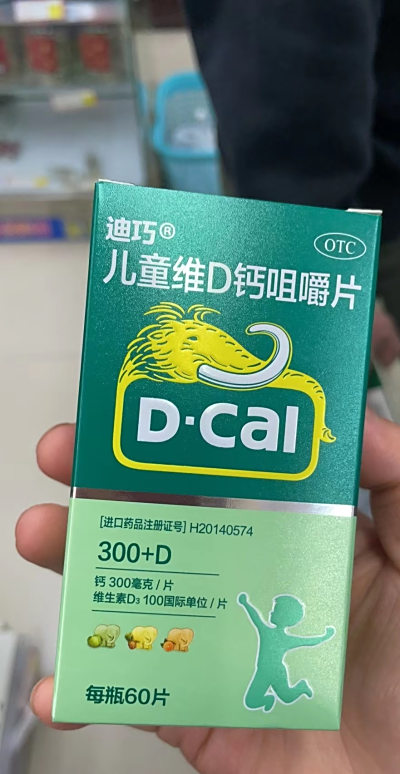 迪巧®
OTC
儿童维D钙咀嚼片
D·Cal
[进口药品注册证号] H20140574
300+D
钙 300毫克 / 片
维生素D₃ 100国际单位 / 片
每瓶60片